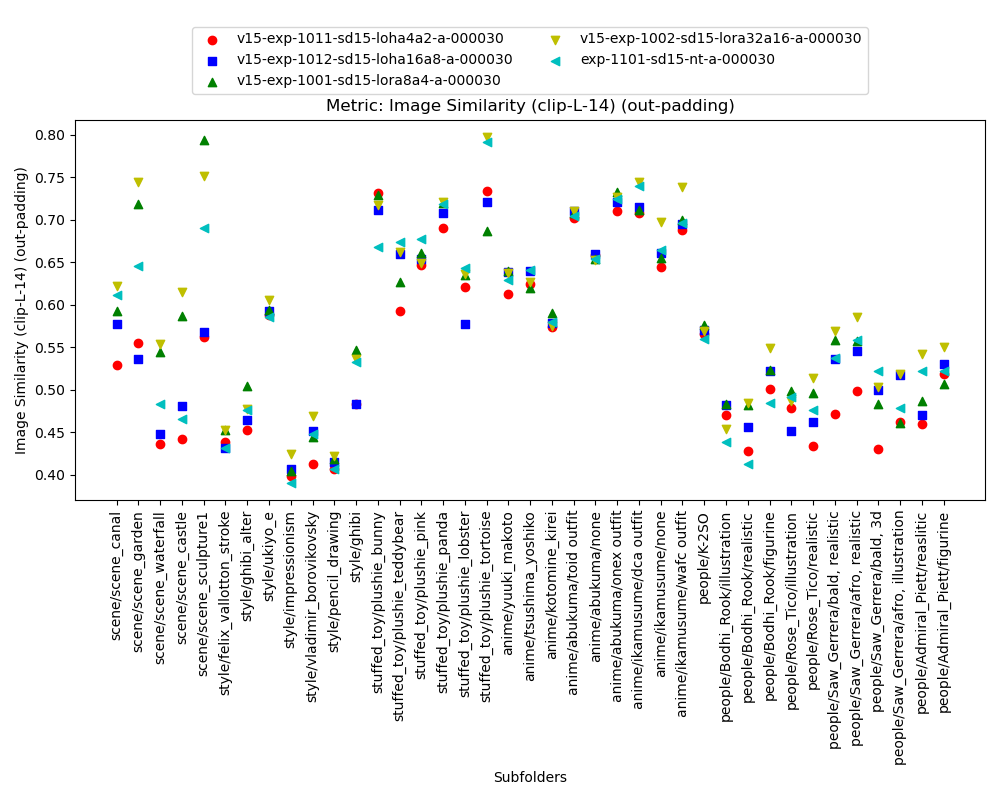 v15-exp-1011-sd15-loha4a2-a-000030
v15-exp-1012-sd15-loha16a8-a-000030
v15-exp-1001-sd15-lora8a4-a-000030
v15-exp-1002-sd15-lora32a16-a-000030
exp-1101-sd15-nt-a-000030
Metric: Image Similarity (clip-L-14) (out-padding)
Image Similarity (clip-L-14) (out-padding)
0.80
0.75
0.70
0.65
0.60
0.55
0.50
0.45
0.40
scene/scene_canal
scene/scene_garden
scene/scene_waterfall
scene/scene_castle
scene/scene_sculpture1
style/felix_vallotton_stroke
style/ghibi_alter
style/ukiyo_e
style/impressionism
style/vladimir_borovikovsky
style/pencil_drawing
style/ghibi
stuffed_toy/plushie_bunny
stuffed_toy/plushie_teddybear
stuffed_toy/plushie_pink
stuffed_toy/plushie_panda
stuffed_toy/plushie_lobster
stuffed_toy/plushie_tortoise
anime/yuuki_makoto
anime/tsushima_yoshiko
anime/kotomine_kirei
anime/abukuma/toid outfit
anime/abukuma/none
anime/abukuma/onex outfit
anime/ikamusume/dca outfit
anime/ikamusume/none
anime/ikamusume/wafc outfit
people/K-2SO
people/Bodhi_Rook/illustration
people/Bodhi_Rook/realistic
people/Bodhi_Rook/figurine
people/Rose_Tico/illustration
people/Rose_Tico/realistic
people/Saw_Gerrera/bald, realistic
people/Saw_Gerrera/afro, realistic
people/Saw_Gerrera/bald, 3d
people/Saw_Gerrera/afro, illustration
people/Admiral_Piett/reaslitic
people/Admiral_Piett/figurine
Subfolders